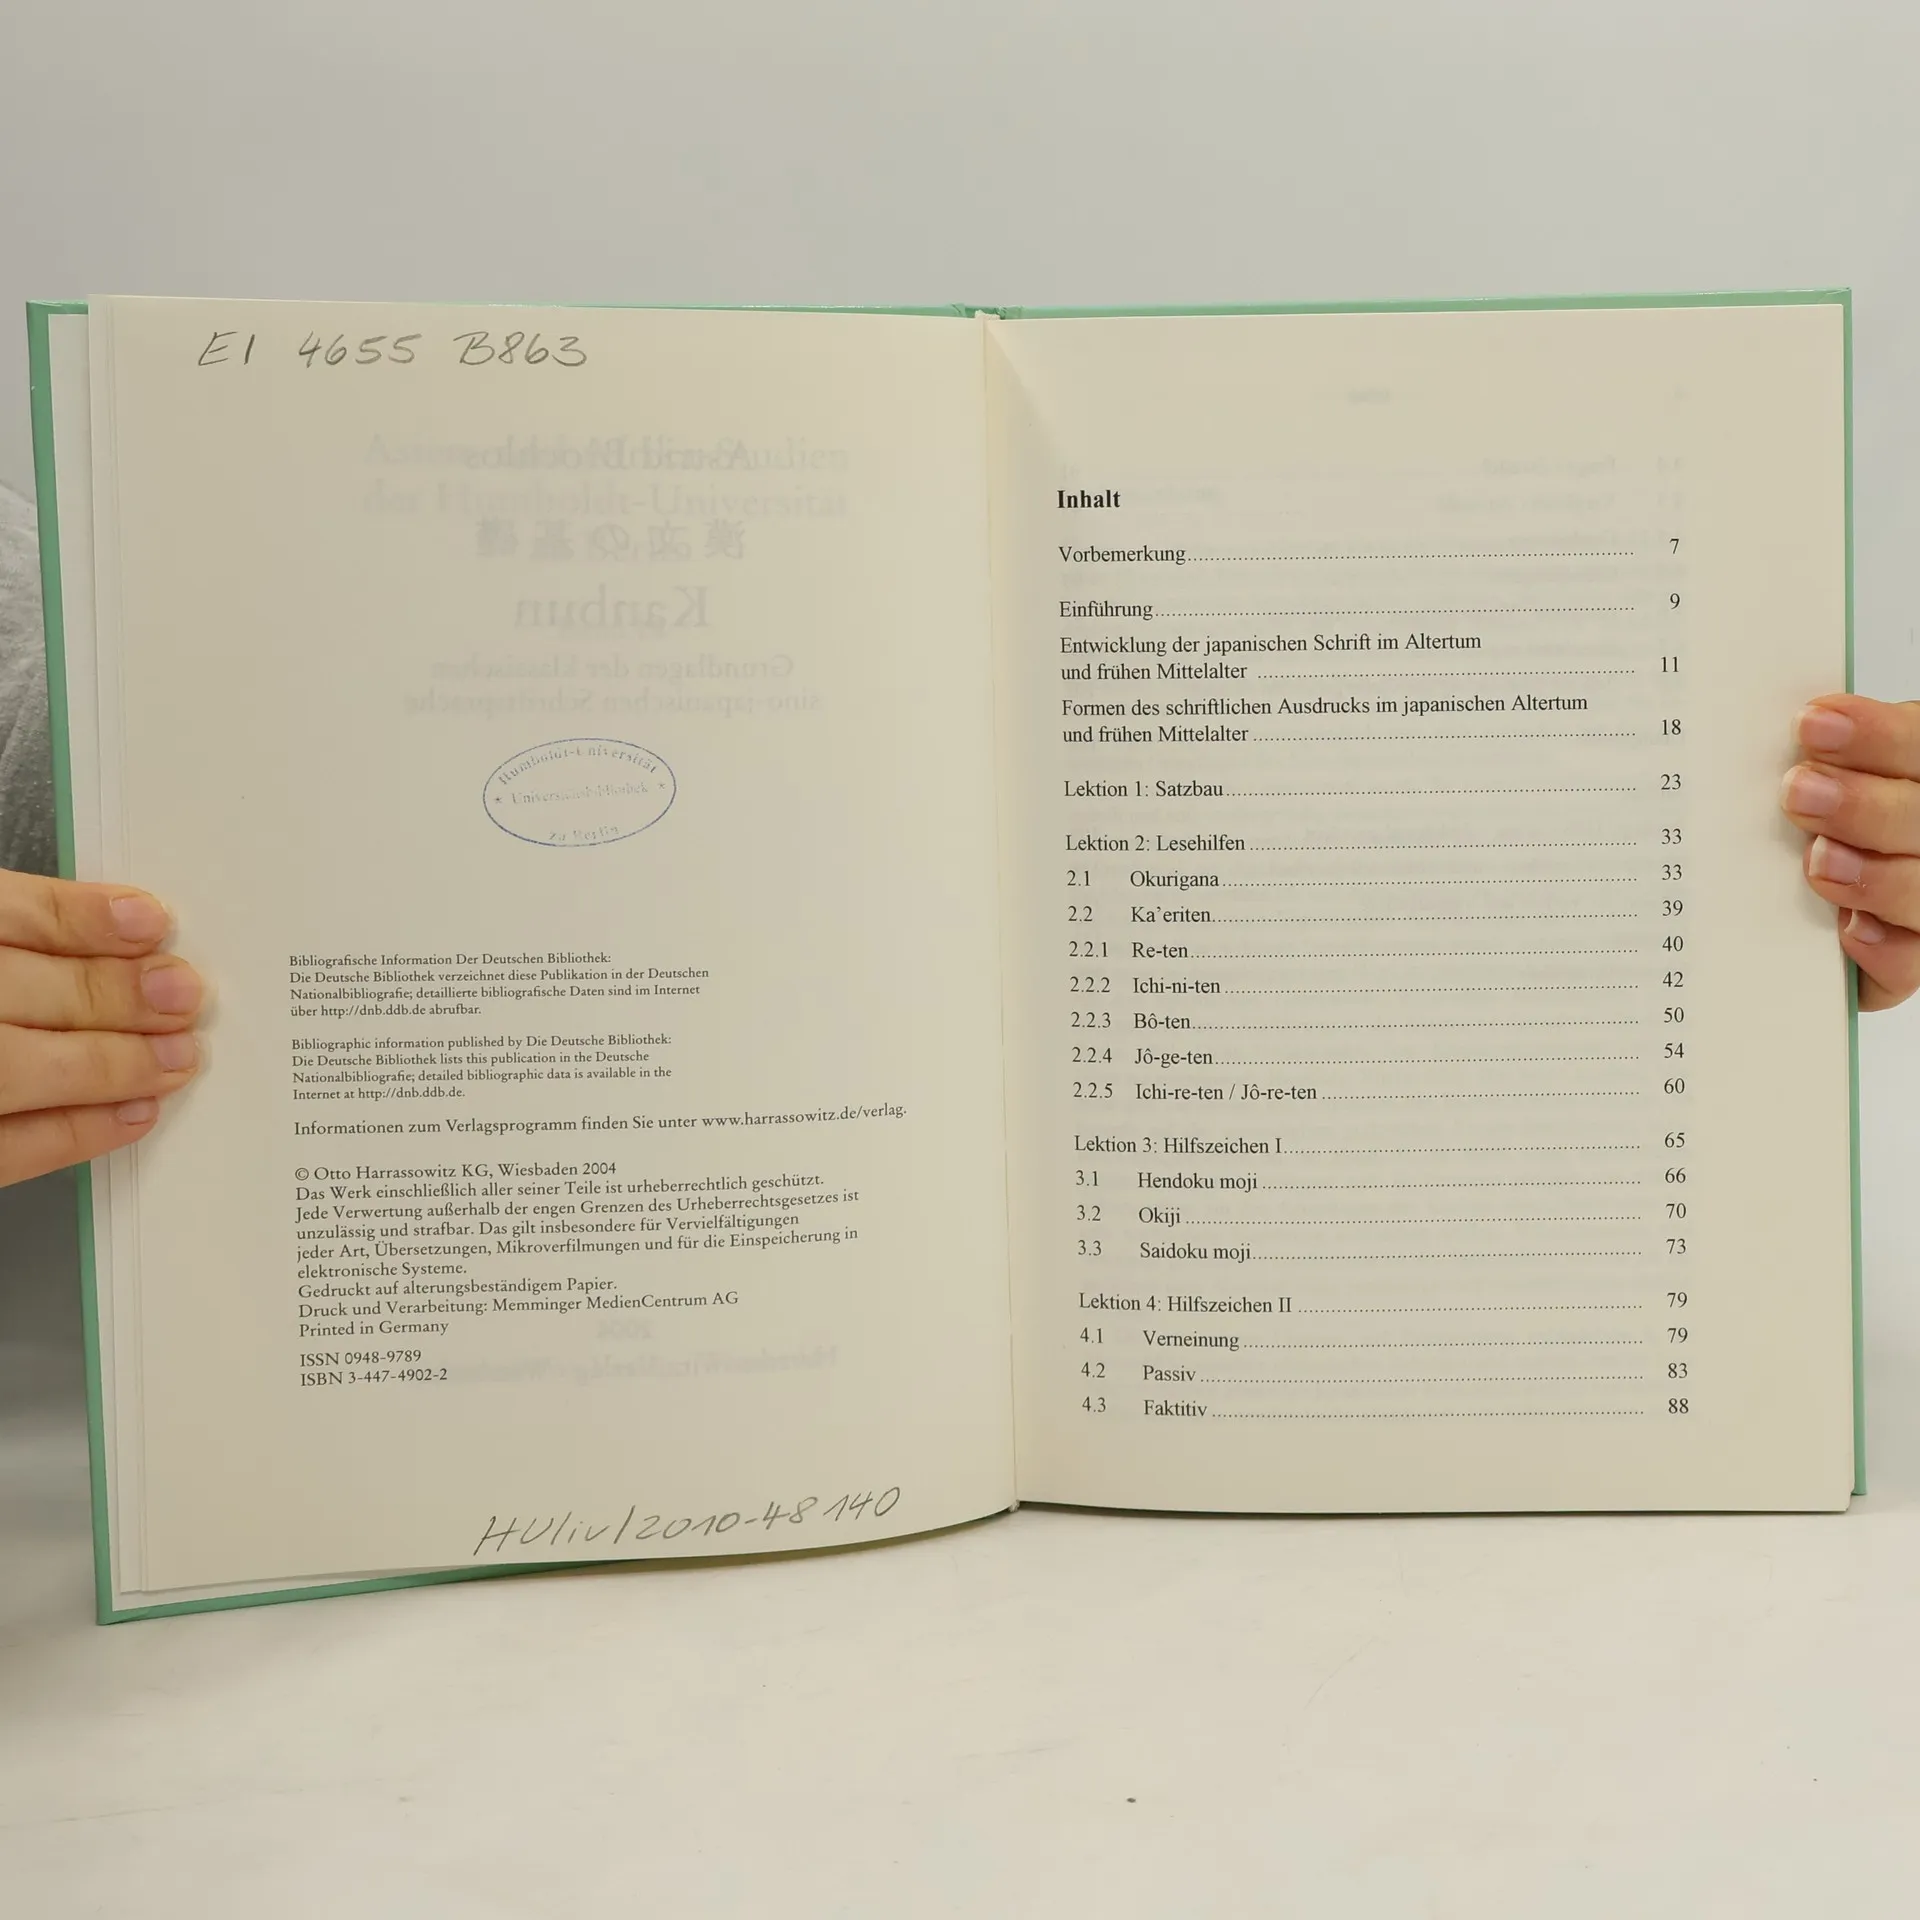 EI 4655 B863
Humboldt-Universität
Universitätsbibliothek
zu Berlin
Bibliografische Information Der Deutschen Bibliothek:
Die Deutsche Bibliothek verzeichnet diese Publikation in der Deutschen
Nationalbibliografie; detaillierte bibliografische Daten sind im Internet
über http://dnb.ddb.de abrufbar.
Bibliographic information published by Die Deutsche Bibliothek:
Die Deutsche Bibliothek lists this publication in the Deutsche
Nationalbibliografie; detailed bibliographic data is available in the
Internet at http://dnb.ddb.de.
Informationen zum Verlagsprogramm finden Sie unter www.harrassowitz.de/verlag.
© Otto Harrassowitz KG, Wiesbaden 2004
Das Werk einschließlich aller seiner Teile ist urheberrechtlich geschützt.
Jede Verwertung außerhalb der engen Grenzen des Urheberrechtsgesetzes ist
unzulässig und strafbar. Das gilt insbesondere für Vervielfältigungen
jeder Art, Übersetzungen, Mikroverfilmungen und für die Einspeicherung in
elektronische Systeme.
Gedruckt auf alterungsbeständigem Papier.
Druck und Verarbeitung: Memminger MedienCentrum AG
Printed in Germany
ISSN 0948-9789
ISBN 3-447-4902-2
HU/iv/2010-48140
Inhalt
Vorbemerkung 7
Einführung 9
Entwicklung der japanischen Schrift im Altertum
und frühen Mittelalter 11
Formen des schriftlichen Ausdrucks im japanischen Altertum
und frühen Mittelalter 18
Lektion 1: Satzbau 23
Lektion 2: Lesehilfen 33
2.1 Okurigana 33
2.2 Ka’eriten 39
2.2.1 Re-ten 40
2.2.2 Ichi-ni-ten 42
2.2.3 Bô-ten 50
2.2.4 Jô-ge-ten 54
2.2.5 Ichi-re-ten / Jô-re-ten 60
Lektion 3: Hilfszeichen I 65
3.1 Hendoku moji 66
3.2 Okiji 70
3.3 Saidoku moji 73
Lektion 4: Hilfszeichen II 79
4.1 Verneinung 79
4.2 Passiv 83
4.3 Faktitiv 88